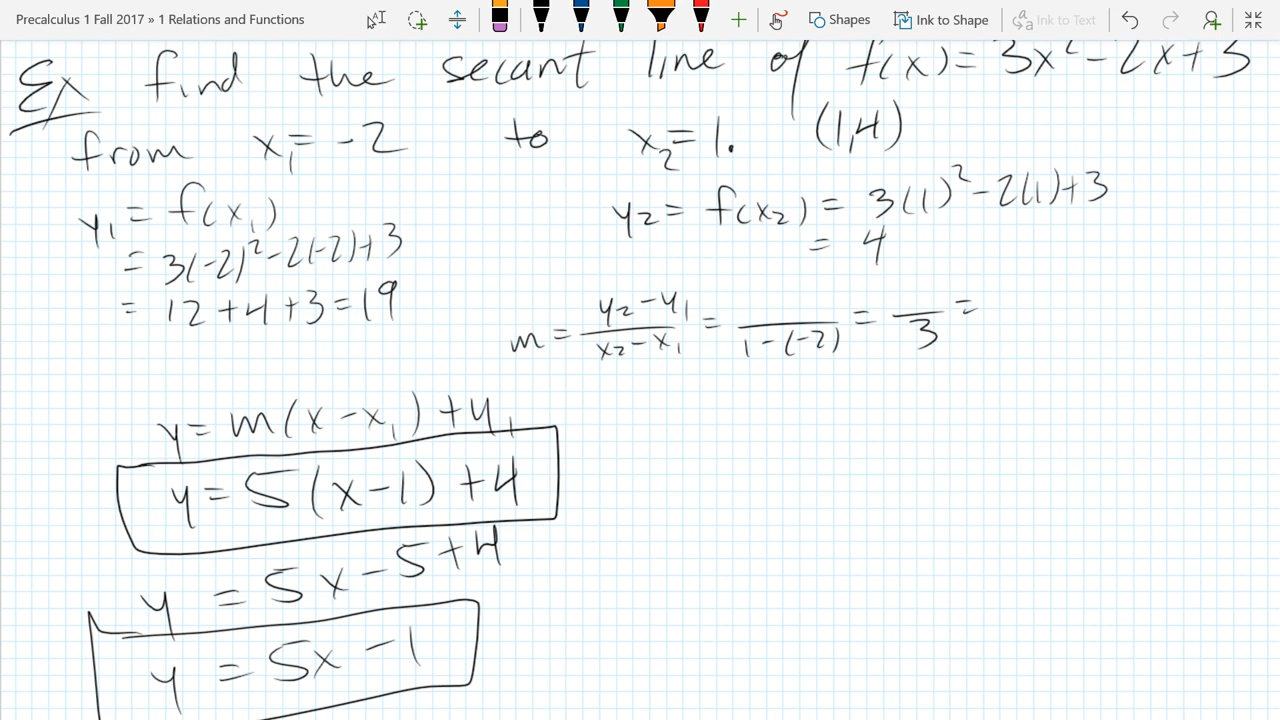 Precalculus 1 Fall 2017 » 1 Relations and Functions
Shapes
Ink to Shape
Ink to Text
Ex find the secant line of f(x) = 3x² - 2x + 3
from x₁ = -2 to x₂ = 1. (1,4)
y₁ = f(x₁)
= 3(-2)² - 2(-2) + 3
= 12 + 4 + 3 = 19
y₂ = f(x₂) = 3(1)² - 2(1) + 3
= 4
m = (y₂ - y₁)/(x₂ - x₁) = /(1 - (-2)) = /3 =
y = m(x - x₁) + y₁
y = 5(x - 1) + 4
y = 5x - 5 + 4
y = 5x - 1